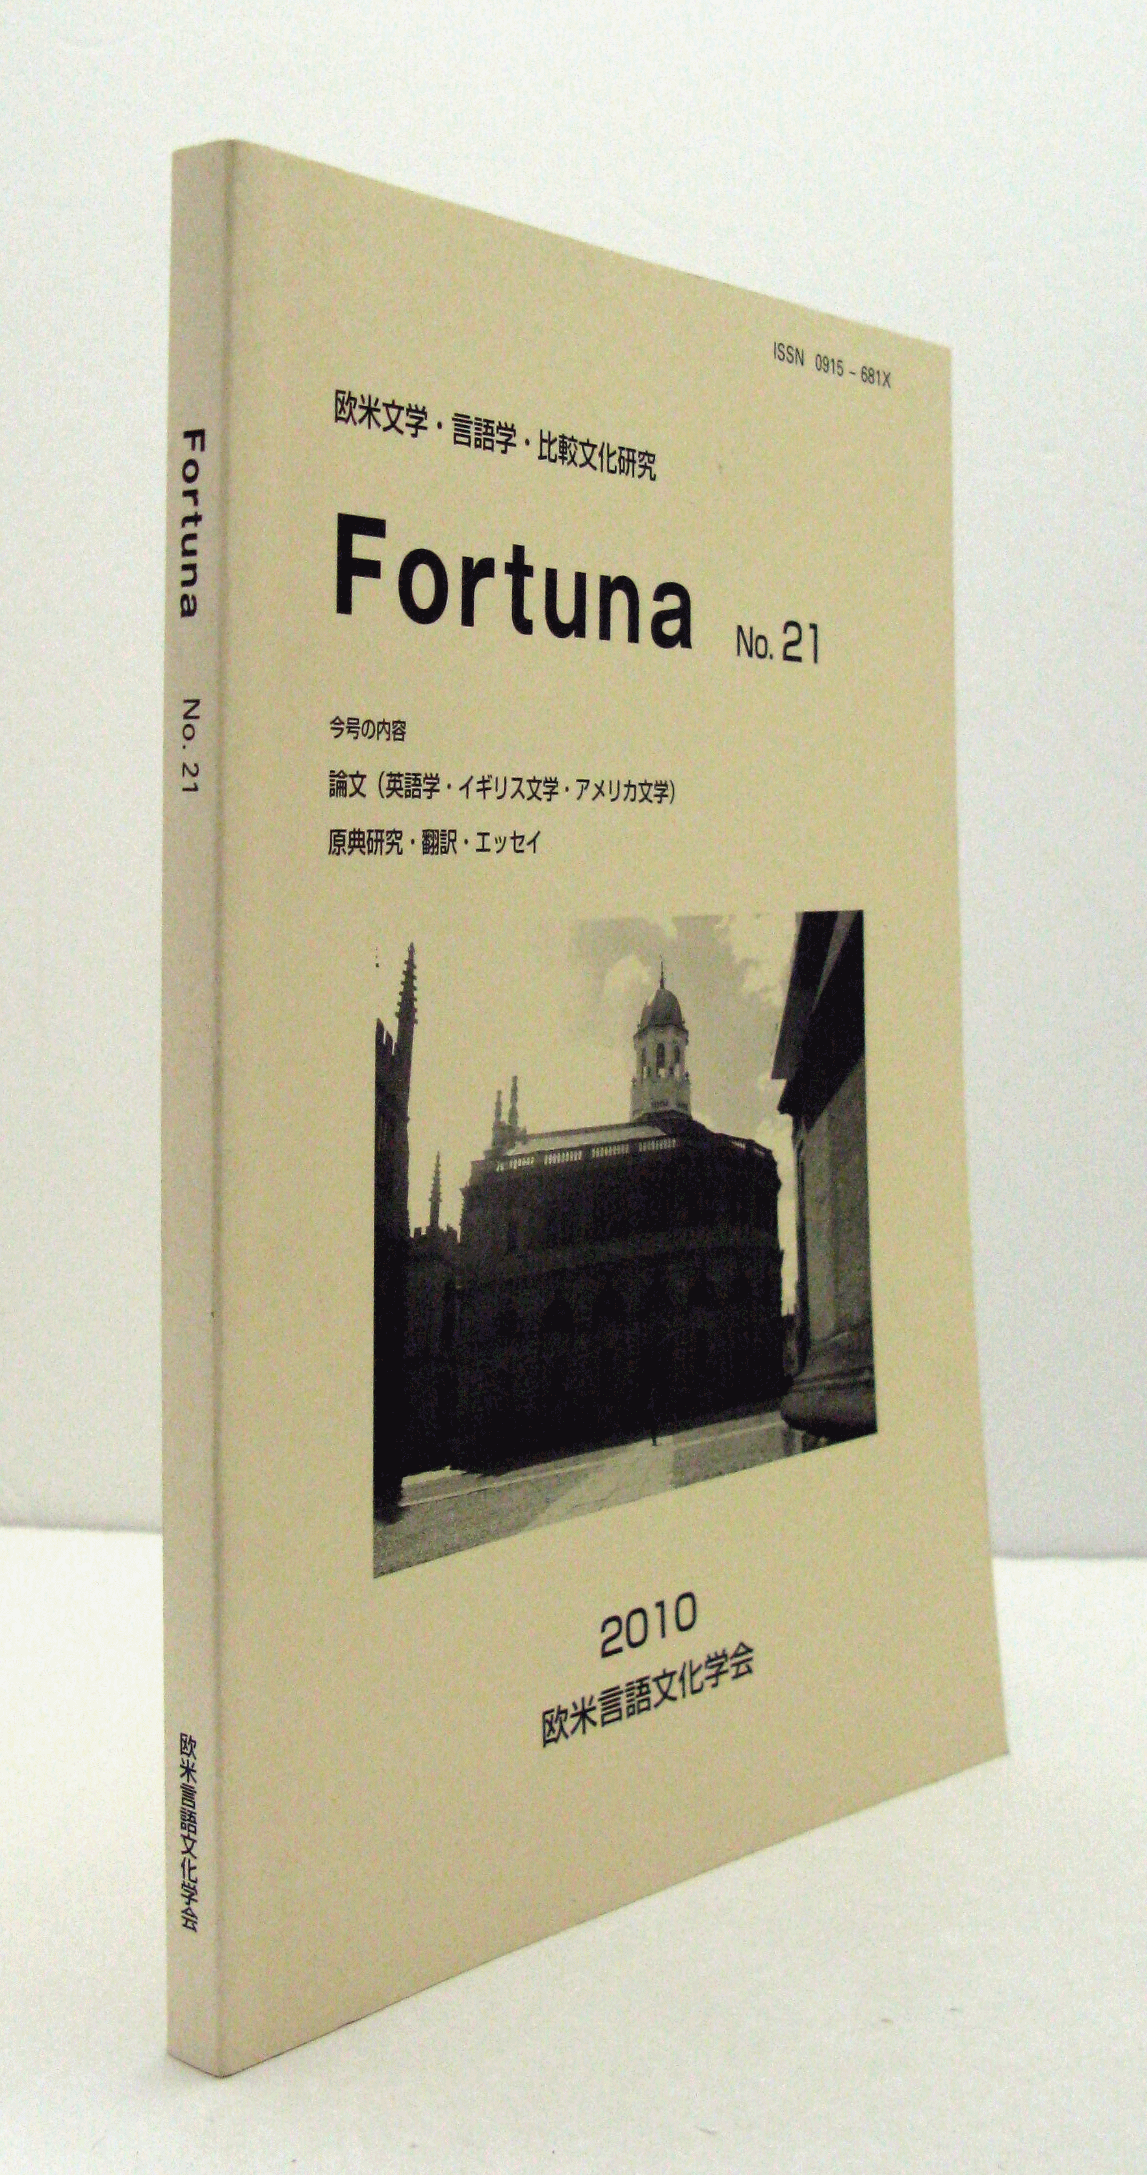 Fortuna No. 21
欧米言語文化学会
ISSN 0915-681X
欧米文学・言語学・比較文化研究
Fortuna No. 21
今号の内容
論文（英語学・イギリス文学・アメリカ文学）
原典研究・翻訳・エッセイ
2010
欧米言語文化学会